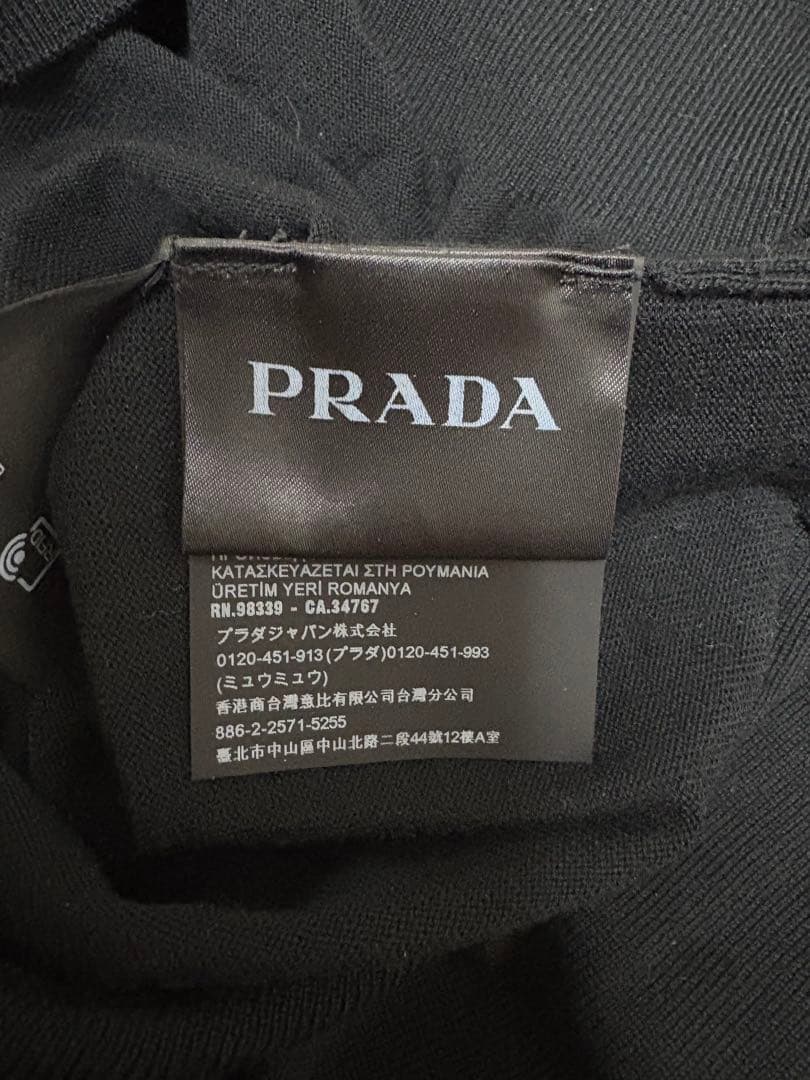 PRADA
ΚΑΤΑΣΚΕΥΑΖΕΤΑΙ ΣΤΗ ΡΟΥΜΑΝΙΑ
ÜRETİM YERİ ROMANYA
RN.98339 - CA.34767
プラダジャパン株式会社
0120-451-913(プラダ)0120-451-993
(ミュウミュウ)
香港商台灣意比有限公司台灣分公司
886-2-2571-5255
臺北市中山區中山北路二段44號12樓A室